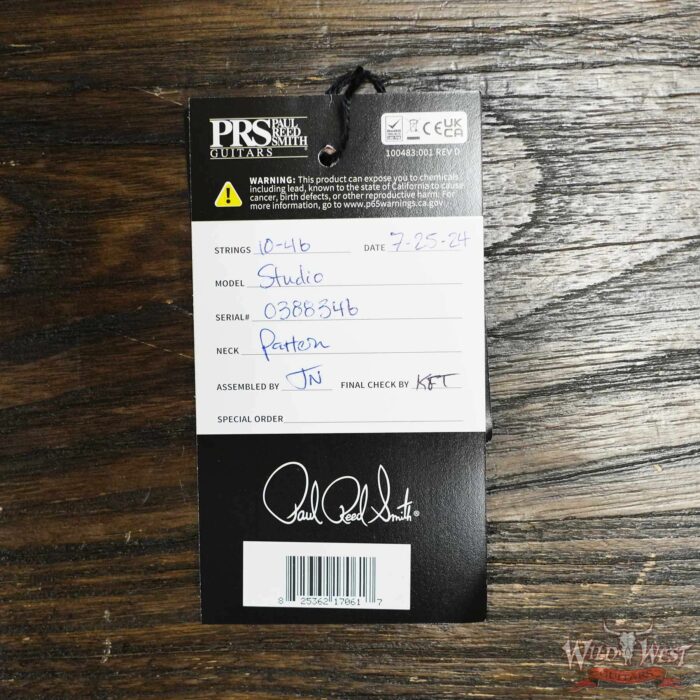 PRS PAUL REED SMITH
GUITARS
CE UK CA
100483:001 REV D
WARNING: This product can expose you to chemicals
including lead, known to the state of California to cause
cancer, birth defects, or other reproductive harm. For
more information, go to www.p65warnings.ca.gov
STRINGS 10-46 DATE 7-25-24
MODEL Studio
SERIAL# 0388346
NECK Pattern
ASSEMBLED BY JN FINAL CHECK BY KFT
SPECIAL ORDER
Paul Reed Smith®
8 25362 17061 7
WILD WEST
GUITARS